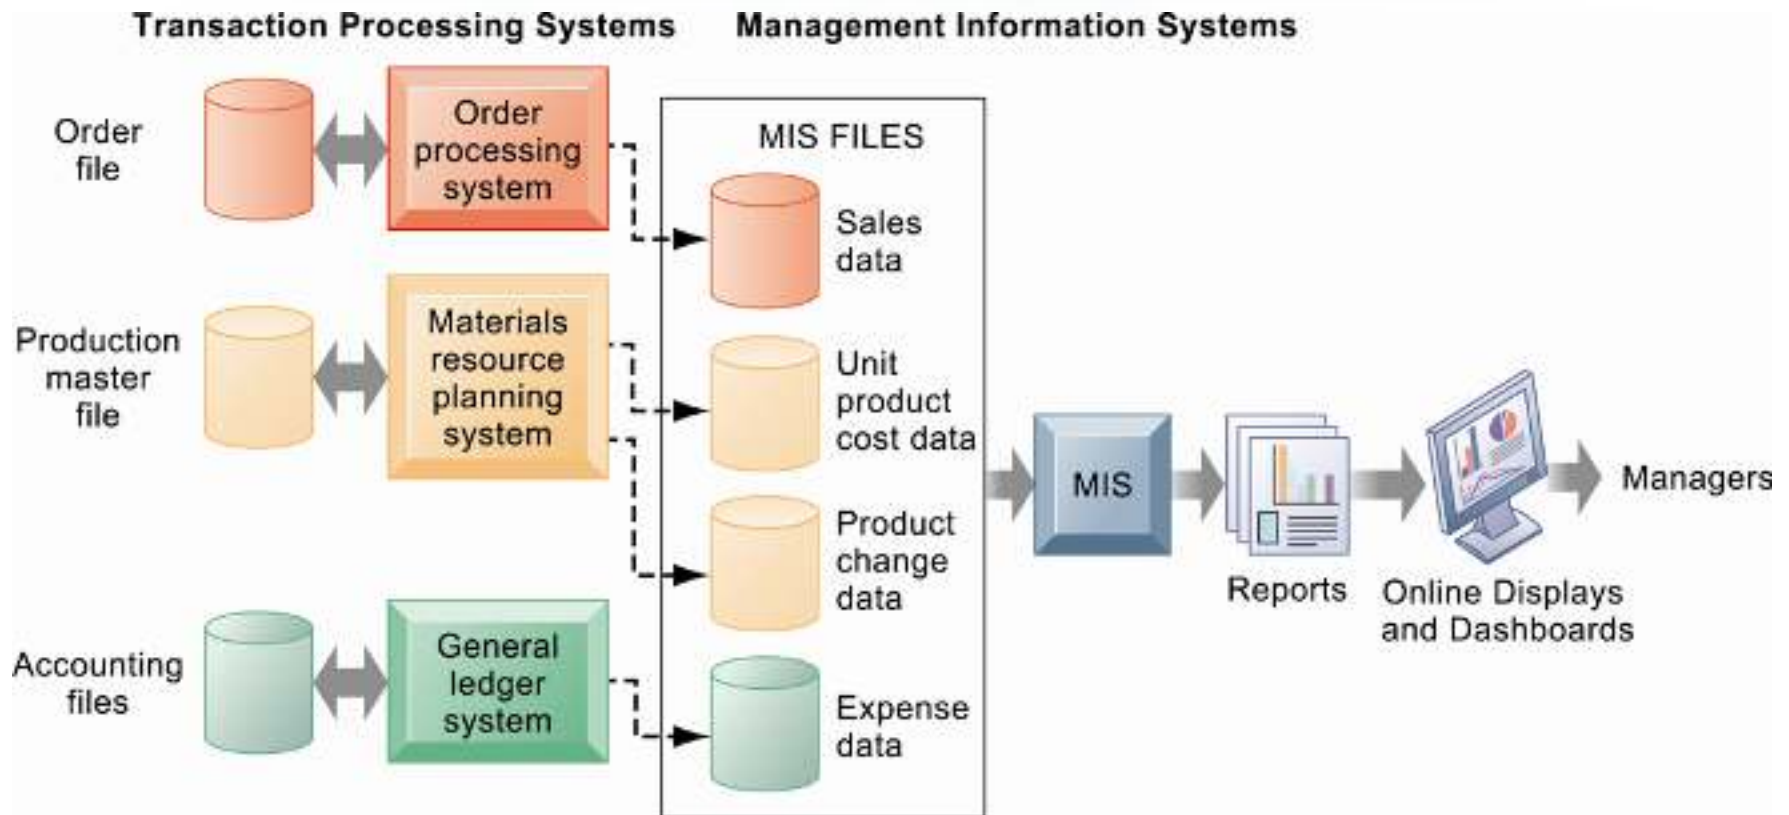 Transaction Processing Systems
Management Information Systems
Order
file
Order
processing
system
Production
master
file
Materials
resource
planning
system
Accounting
files
General
ledger
system
MIS FILES
Sales
data
Unit
product
cost data
Product
change
data
Expense
data
MIS
Reports
Online Displays
and Dashboards
Managers